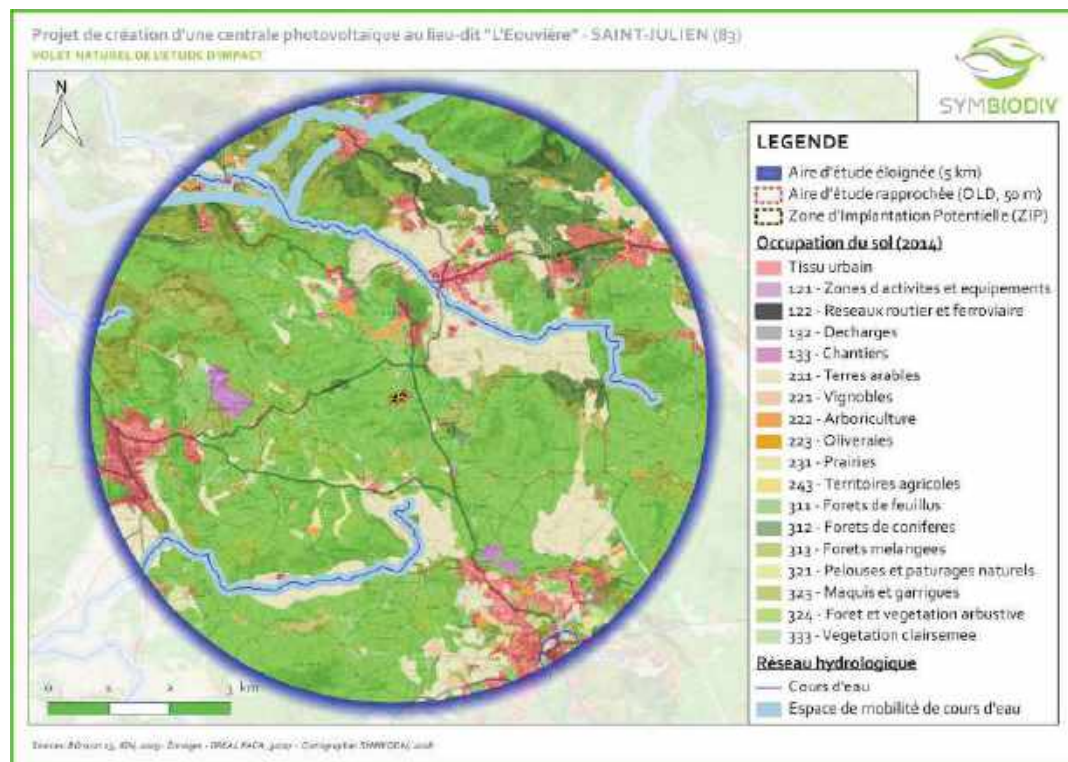 Projet de création d'une centrale photovoltaïque au lieu-dit "L'Eouvière" - SAINT-JULIEN (83)
VOLET NATUREL DE L'ETUDE D'IMPACT
N
SYMBIODIV
LEGENDE
Aire d'étude éloignée (5 km)
Aire d'étude rapprochée (OLD, 50 m)
Zone d'Implantation Potentielle (ZIP)
Occupation du sol (2014)
Tissu urbain
121 - Zones d'activites et equipements
122 - Reseaux routier et ferroviaire
132 - Decharges
133 - Chantiers
211 - Terres arables
221 - Vignobles
222 - Arboriculture
223 - Oliveraies
231 - Prairies
243 - Territoires agricoles
311 - Forets de feuillus
312 - Forets de coniferes
313 - Forets melangees
321 - Pelouses et paturages naturels
323 - Maquis et garrigues
324 - Foret et vegetation arbustive
333 - Vegetation clairsemee
Réseau hydrologique
Cours d'eau
Espace de mobilité de cours d'eau
0 1 2 3 km